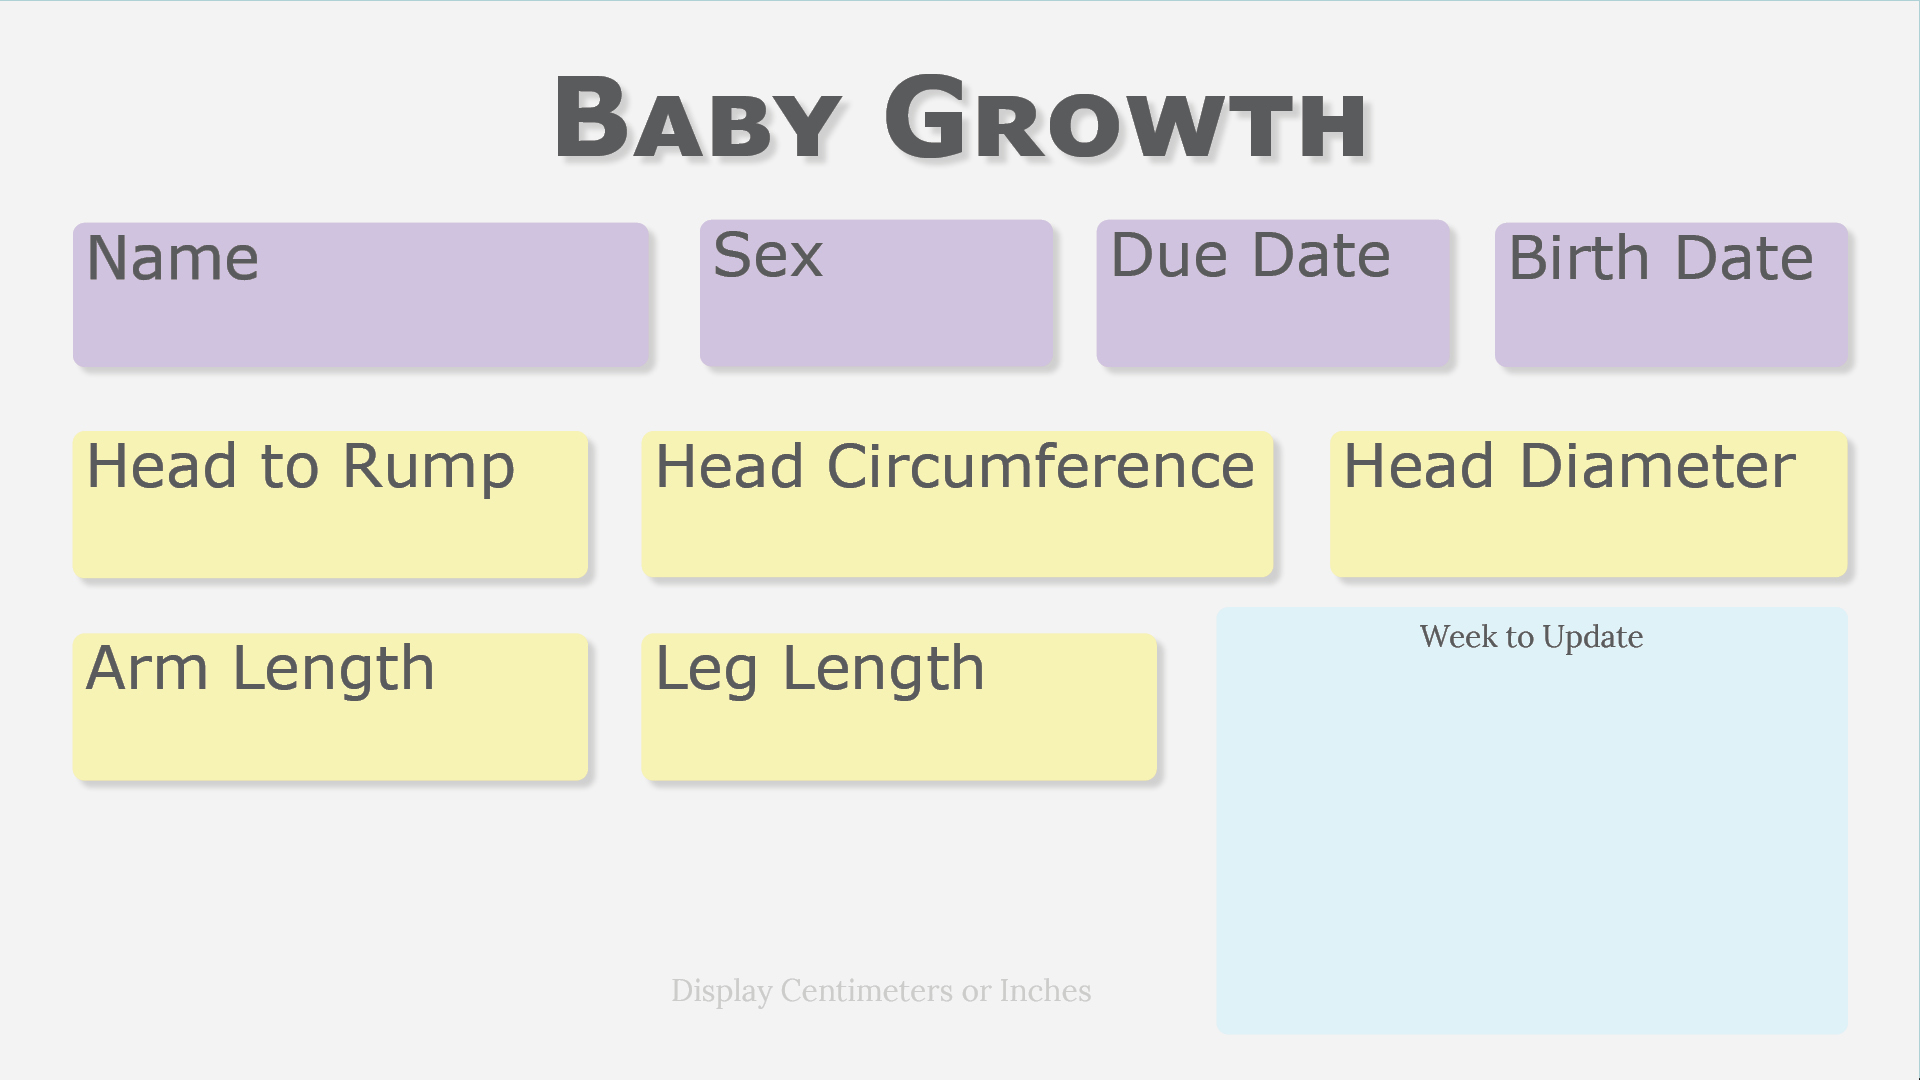 Baby Growth
Name
Sex
Due Date
Birth Date
Head to Rump
Head Circumference
Head Diameter
Arm Length
Leg Length
Week to Update
Display Centimeters or Inches